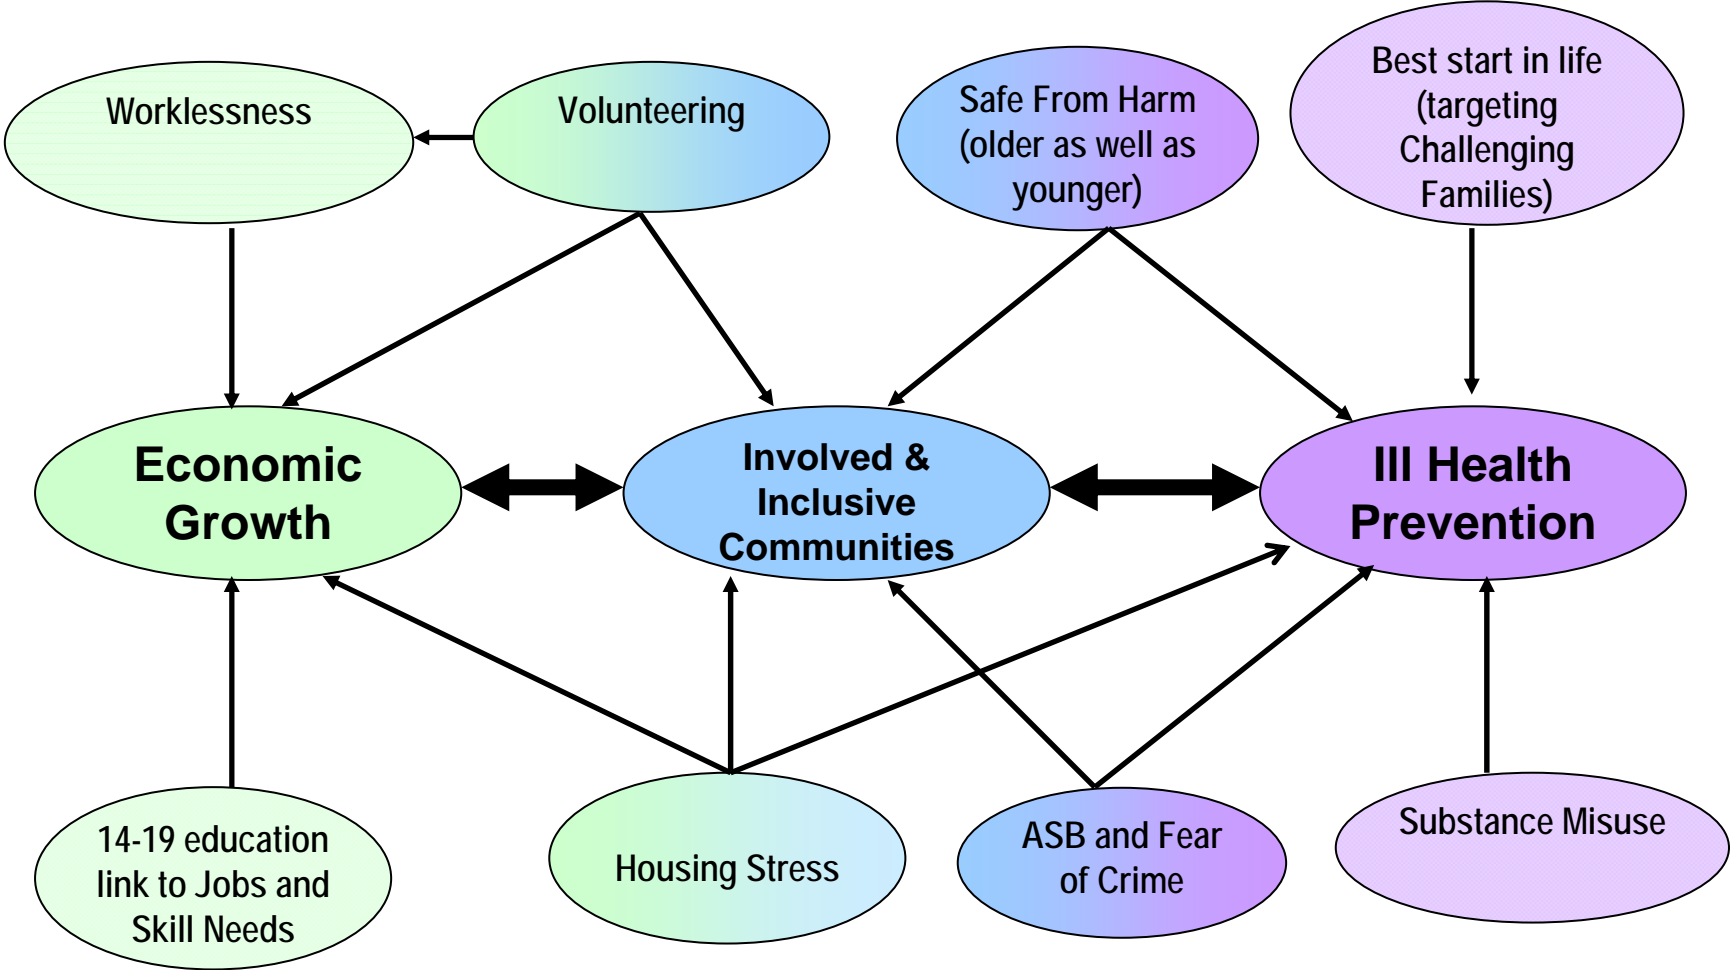 Worklessness
Volunteering
Safe From Harm
(older as well as
younger)
Best start in life
(targeting
Challenging
Families)
Economic
Growth
Involved &
Inclusive
Communities
Ill Health
Prevention
14-19 education
link to Jobs and
Skill Needs
Housing Stress
ASB and Fear
of Crime
Substance Misuse